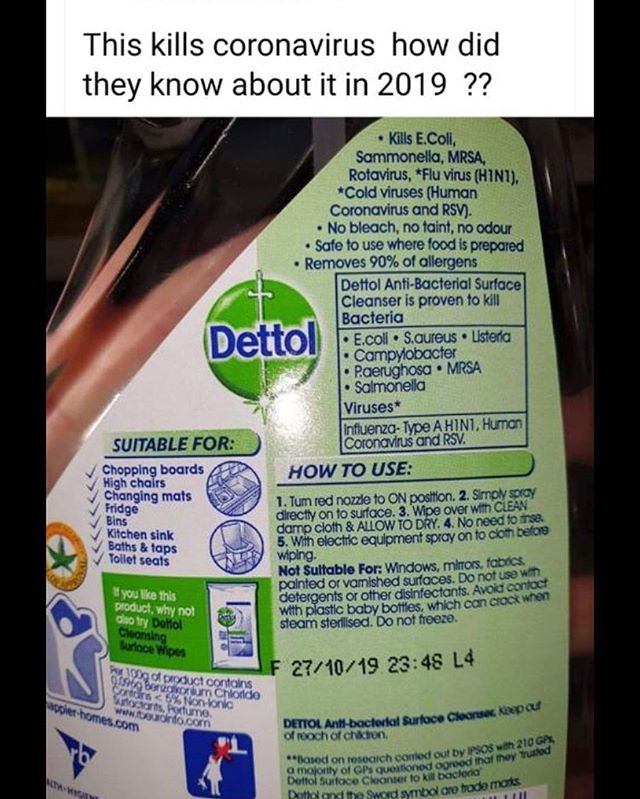 This kills coronavirus how did
they know about it in 2019 ??
• Kills E.Coli,
Sammonella, MRSA,
Rotavirus, *Flu virus (H1N1),
*Cold viruses (Human
Coronavirus and RSV).
• No bleach, no taint, no odour
• Safe to use where food is prepared
• Removes 90% of allergens
Dettol Anti-Bacterial Surface
Cleanser is proven to kill
Bacteria
• E.coli • S.aureus • Listeria
• Campylobacter
• P.aerughosa • MRSA
• Salmonella
Viruses*
Influenza- Type A H1N1, Human
Coronavirus and RSV.
Dettol
SUITABLE FOR:
Chopping boards
High chairs
Changing mats
Fridge
Bins
Kitchen sink
Baths & taps
Toilet seats
HOW TO USE:
1. Turn red nozzle to ON position. 2. Simply spray
directly on to surface. 3. Wipe over with CLEAN
damp cloth & ALLOW TO DRY. 4. No need to rinse.
5. With electric equipment spray on to cloth before
wiping.
Not Suitable For: Windows, mirrors, fabrics,
painted or varnished surfaces. Do not use with
detergents or other disinfectants. Avoid contact
with plastic baby bottles, which can crack when
steam sterilised. Do not freeze.
If you like this
product, why not
also try Dettol
Cleansing
Surface Wipes
F 27/10/19 23:48 L4
Per 100g of product contains
0.096g Benzalkonium Chloride
Contains < 5% Non-ionic
Surfactants, Perfume.
www.rbeuroinfo.com
appier-homes.com
rb
HEALTH • HYGIENE
DETTOL Anti-bacterial Surface Cleanser. Keep out
of reach of children.
**Based on research carried out by IPSOS with 210 GPs,
a majority of GPs questioned agreed that they 'trusted
Dettol Surface Cleanser to kill bacteria'
Dettol and the Sword symbol are trade marks.